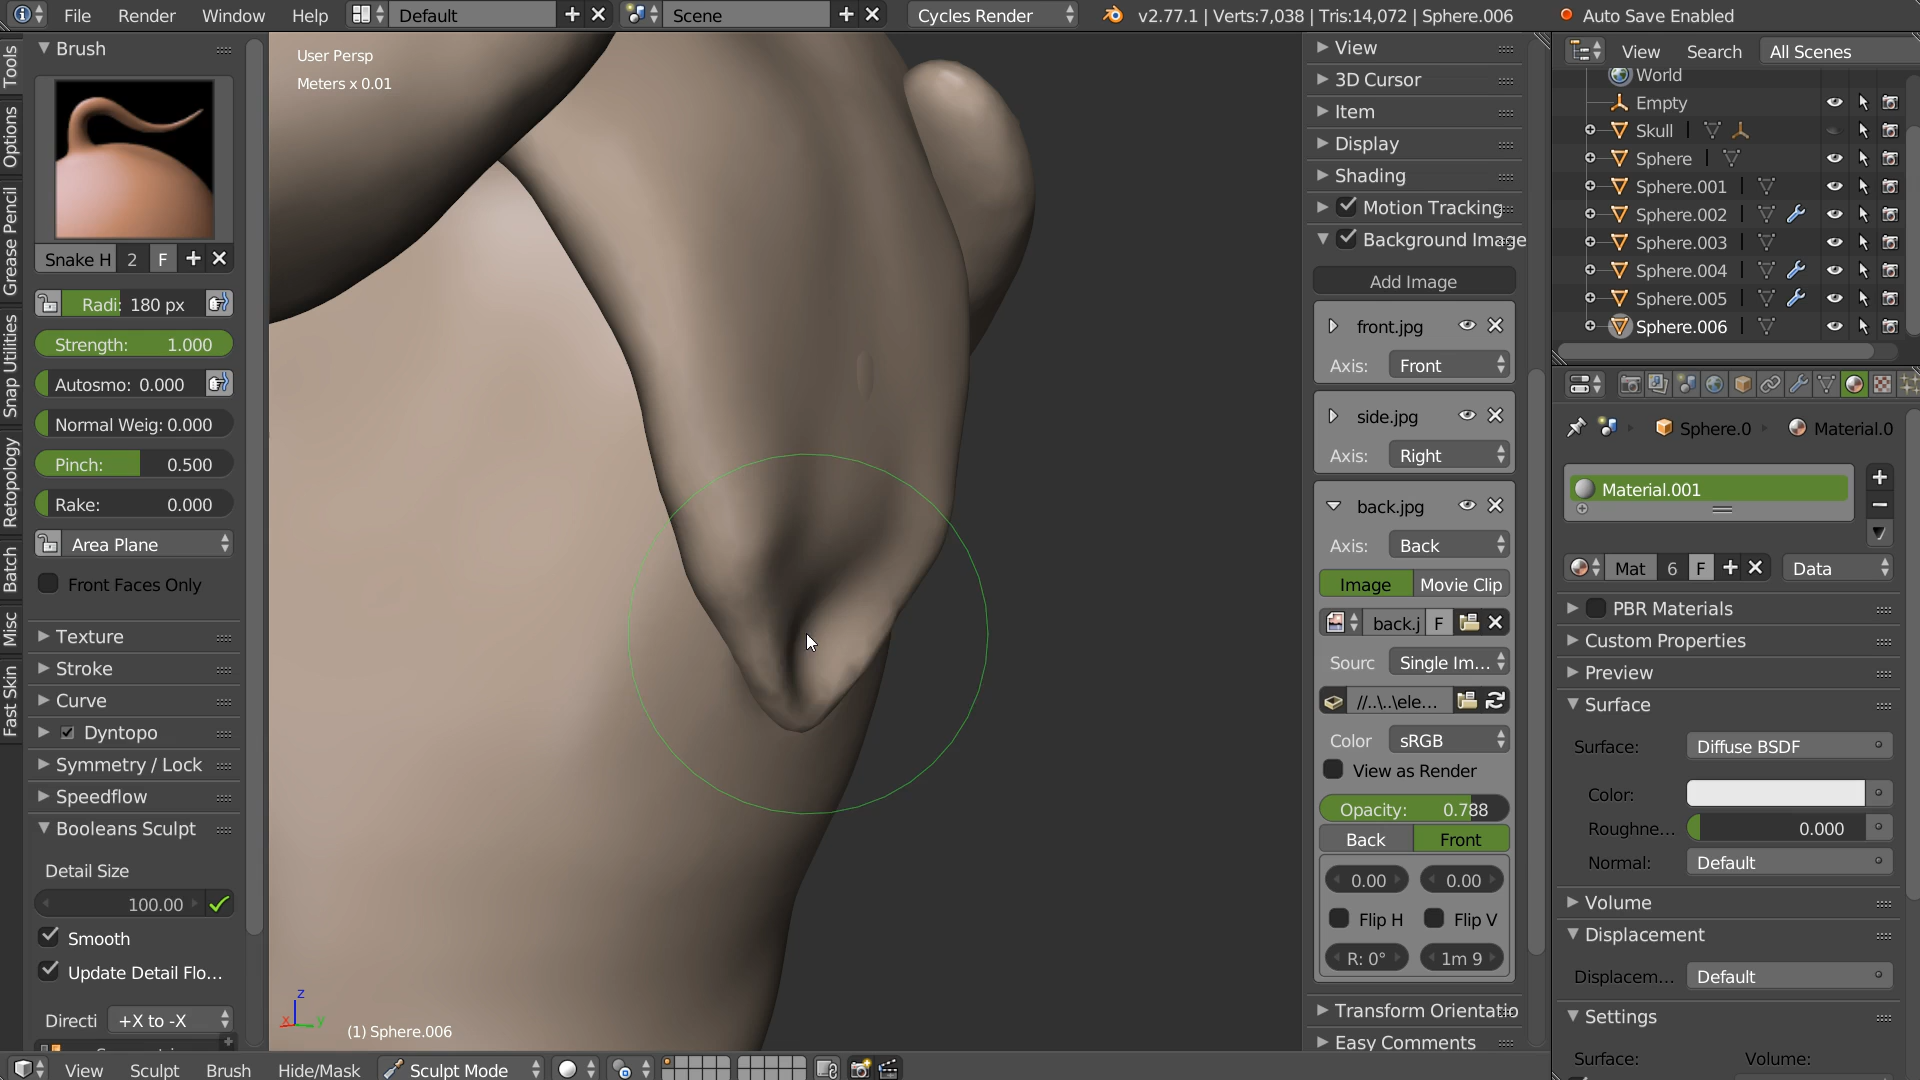 File Render Window Help Default Scene Cycles Render v2.77.1 | Verts:7,038 | Tris:14,072 | Sphere.006 Auto Save Enabled
Tools
Options
Grease Pencil
Snap Utilities
Retopology
Batch
Misc
Fast Skin
Brush
Snake H 2 F
Radi: 180 px
Strength: 1.000
Autosmo: 0.000
Normal Weig: 0.000
Pinch: 0.500
Rake: 0.000
Area Plane
Front Faces Only
Texture
Stroke
Curve
Dyntopo
Symmetry / Lock
Speedflow
Booleans Sculpt
Detail Size
100.00
Smooth
Update Detail Flo...
Directi +X to -X
User Persp
Meters x 0.01
z
x
y
(1) Sphere.006
View Sculpt Brush Hide/Mask Sculpt Mode
View
3D Cursor
Item
Display
Shading
Motion Tracking
Background Image
Add Image
front.jpg
Axis: Front
side.jpg
Axis: Right
back.jpg
Axis: Back
Image Movie Clip
back.j F
Sourc Single Im...
//..\..\ele...
Color sRGB
View as Render
Opacity: 0.788
Back Front
0.00 0.00
Flip H Flip V
R: 0° 1m 9
Transform Orientatio
Easy Comments
View Search All Scenes
World
Empty
Skull
Sphere
Sphere.001
Sphere.002
Sphere.003
Sphere.004
Sphere.005
Sphere.006
Sphere.0 Material.0
Material.001
Mat 6 F Data
PBR Materials
Custom Properties
Preview
Surface
Surface: Diffuse BSDF
Color:
Roughne... 0.000
Normal: Default
Volume
Displacement
Displacem... Default
Settings
Surface: Volume: